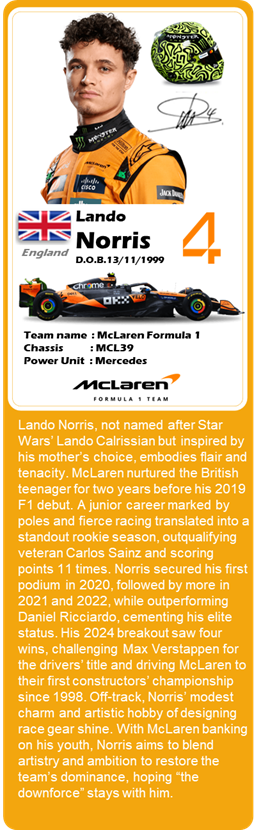 MONSTER
chrome
CISCO
JACK DANIEL'S
McLaren
Lando
Norris
4
England
D.O.B.13/11/1999
chrome
Team name : McLaren Formula 1
Chassis : MCL39
Power Unit : Mercedes
McLaren
FORMULA 1 TEAM
Lando Norris, not named after Star
Wars’ Lando Calrissian but inspired by
his mother’s choice, embodies flair and
tenacity. McLaren nurtured the British
teenager for two years before his 2019
F1 debut. A junior career marked by
poles and fierce racing translated into a
standout rookie season, outqualifying
veteran Carlos Sainz and scoring
points 11 times. Norris secured his first
podium in 2020, followed by more in
2021 and 2022, while outperforming
Daniel Ricciardo, cementing his elite
status. His 2024 breakout saw four
wins, challenging Max Verstappen for
the drivers’ title and driving McLaren to
their first constructors’ championship
since 1998. Off-track, Norris’ modest
charm and artistic hobby of designing
race gear shine. With McLaren banking
on his youth, Norris aims to blend
artistry and ambition to restore the
team’s dominance, hoping “the
downforce” stays with him.